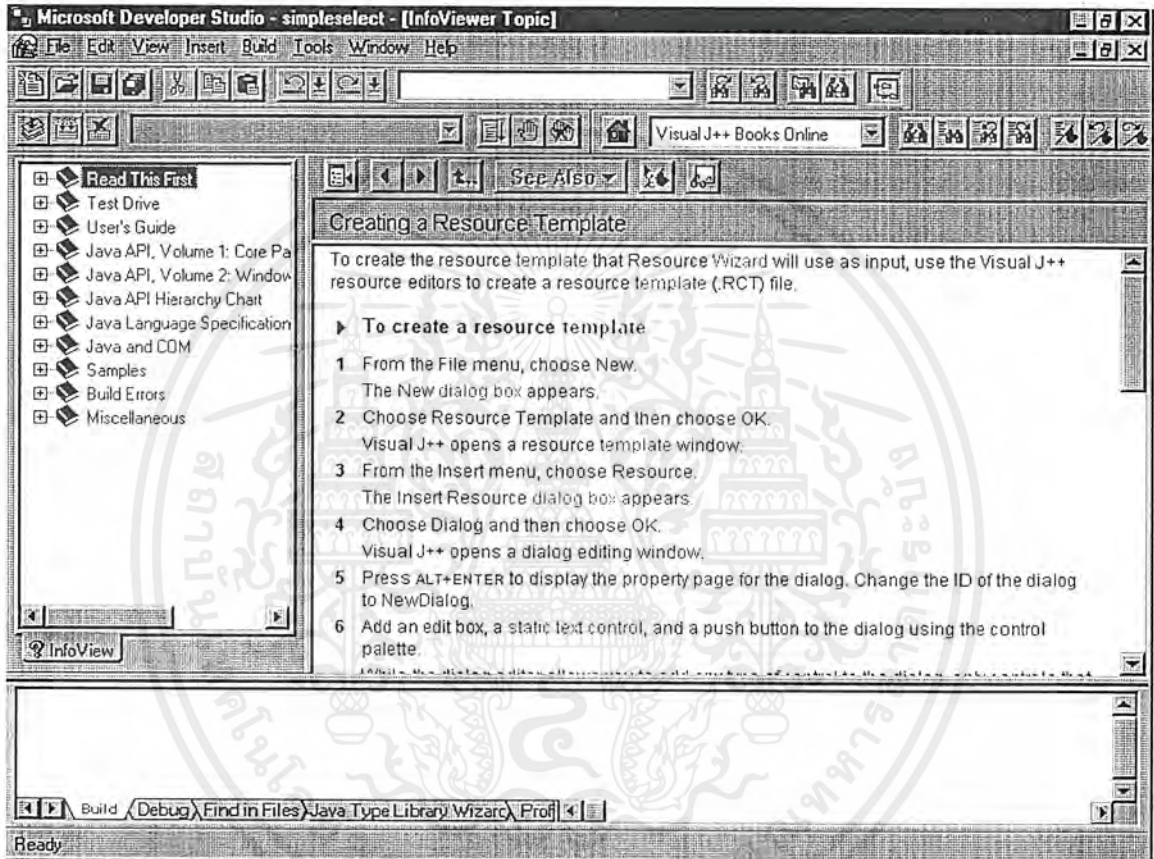 Microsoft Developer Studio - simpleselect - [InfoViewer Topic]
File Edit View Insert Build Tools Window Help
Visual J++ Books Online
Read This First
Test Drive
User's Guide
Java API, Volume 1: Core Pa
Java API, Volume 2: Window
Java API Hierarchy Chart
Java Language Specification
Java and COM
Samples
Build Errors
Miscellaneous
InfoView
See Also
Creating a Resource Template
To create the resource template that Resource Wizard will use as input, use the Visual J++
resource editors to create a resource template (.RCT) file.
To create a resource template
1 From the File menu, choose New.
The New dialog box appears.
2 Choose Resource Template and then choose OK.
Visual J++ opens a resource template window.
3 From the Insert menu, choose Resource.
The Insert Resource dialog box appears
4 Choose Dialog and then choose OK.
Visual J++ opens a dialog editing window.
5 Press ALT+ENTER to display the property page for the dialog. Change the ID of the dialog
to NewDialog.
6 Add an edit box, a static text control, and a push button to the dialog using the control
palette.
Build Debug Find in Files Java Type Library Wizard Prof
Ready